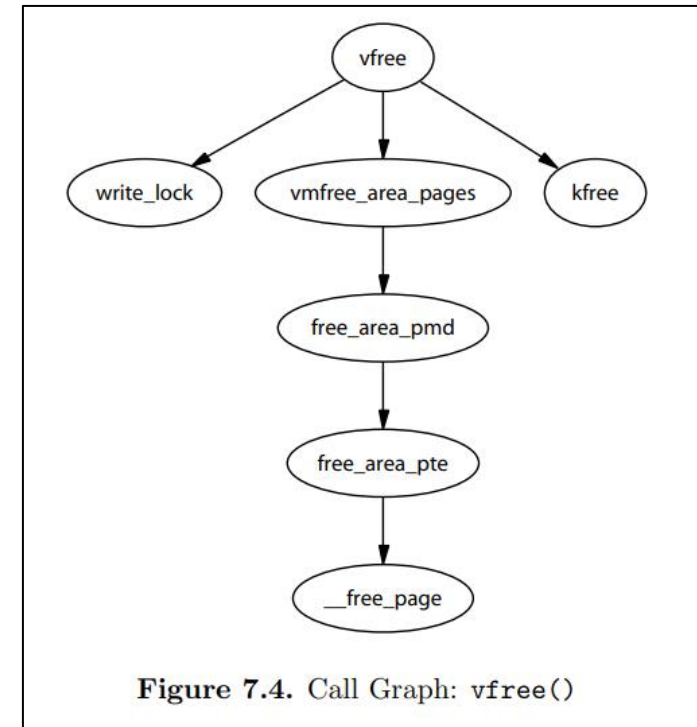 vfree
write_lock vmfree_area_pages kfree
free_area_pmd
free_area_pte
__free_page
Figure 7.4. Call Graph: vfree()